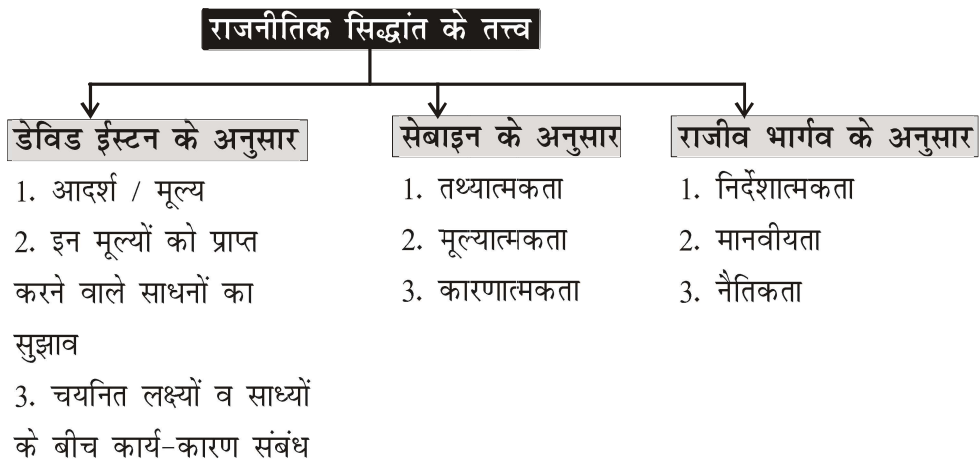 राजनीतिक सिद्धांत के तत्त्व
डेविड ईस्टन के अनुसार
1. आदर्श / मूल्य
2. इन मूल्यों को प्राप्त
करने वाले साधनों का
सुझाव
3. चयनित लक्ष्यों व साध्यों
के बीच कार्य-कारण संबंध
सेबाइन के अनुसार
1. तथ्यात्मकता
2. मूल्यात्मकता
3. कारणात्मकता
राजीव भार्गव के अनुसार
1. निर्देशात्मकता
2. मानवीयता
3. नैतिकता